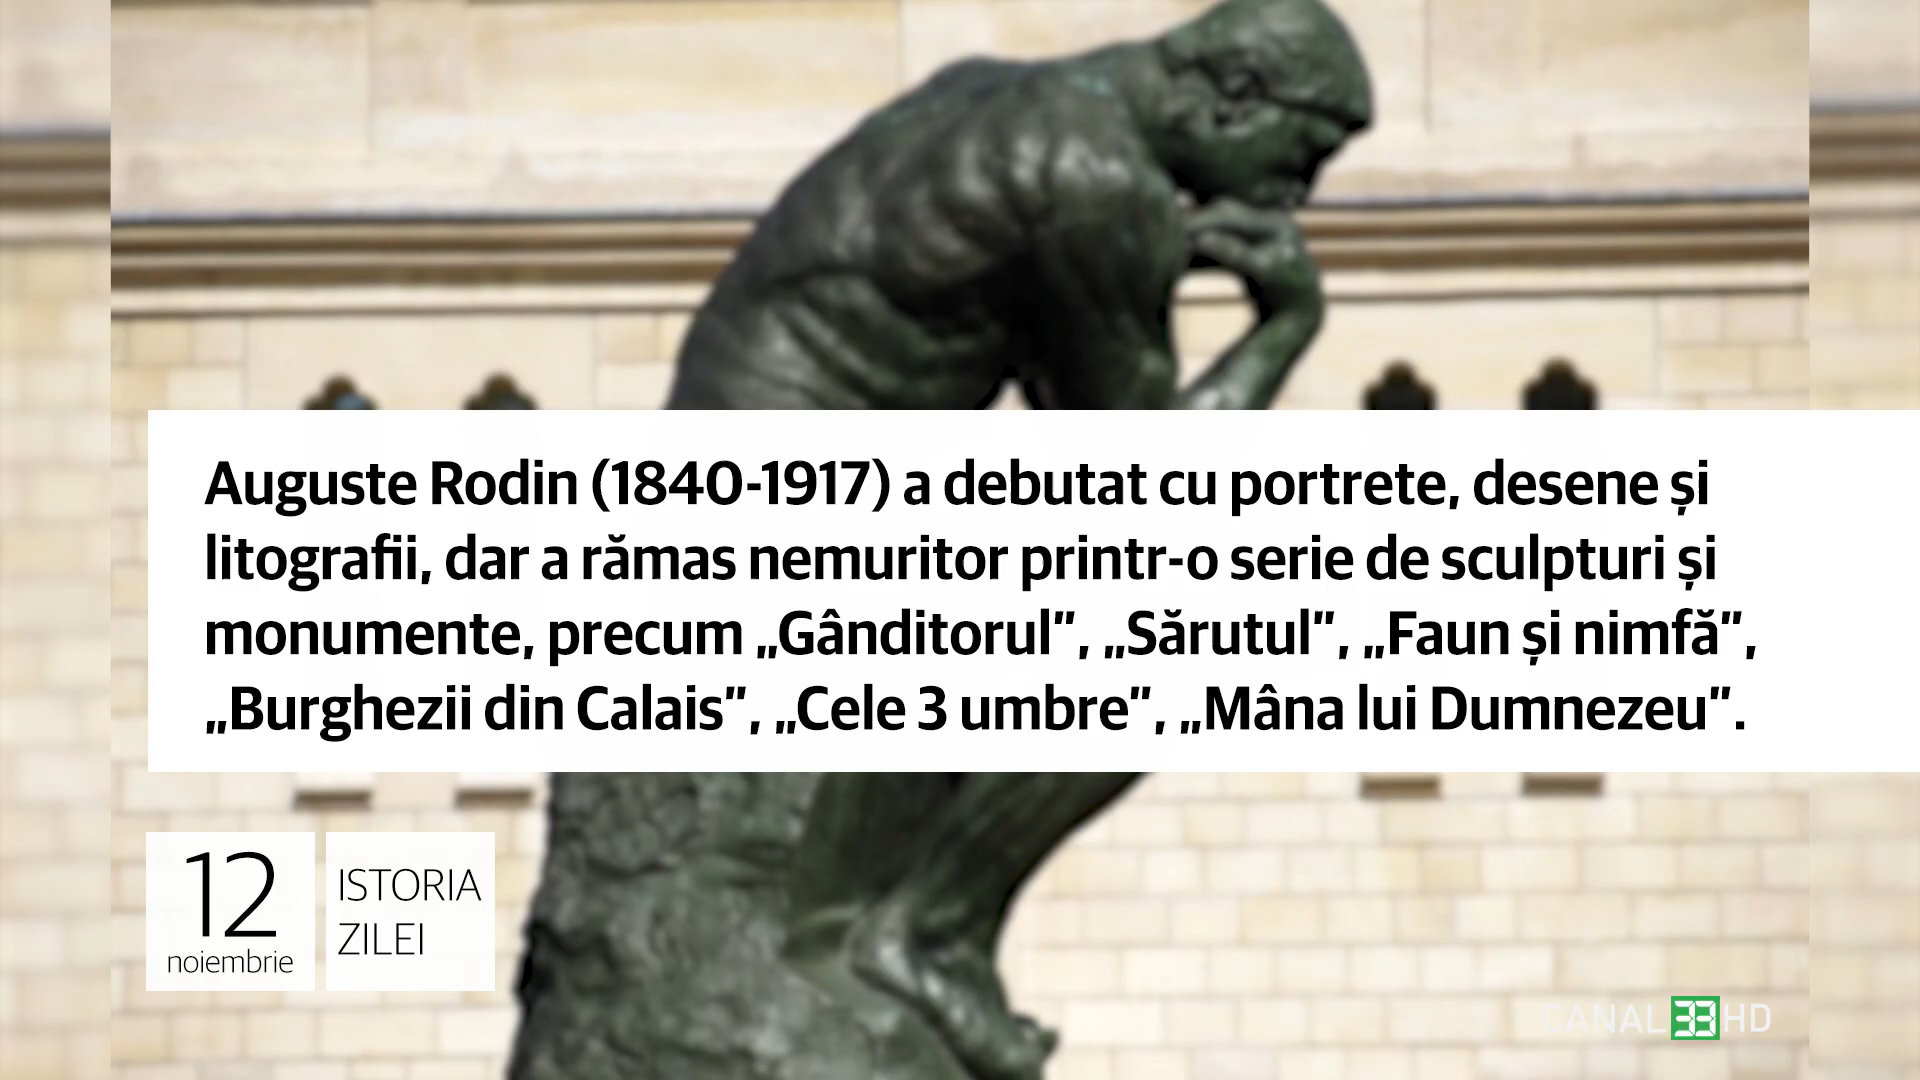 Auguste Rodin (1840-1917) a debutat cu portrete, desene și
litografii, dar a rămas nemuritor printr-o serie de sculpturi și
monumente, precum „Gânditorul”, „Sărutul”, „Faun și nimfă”,
„Burghezii din Calais”, „Cele 3 umbre”, „Mâna lui Dumnezeu”.
12
noiembrie
ISTORIA
ZILEI
CANAL 33 HD